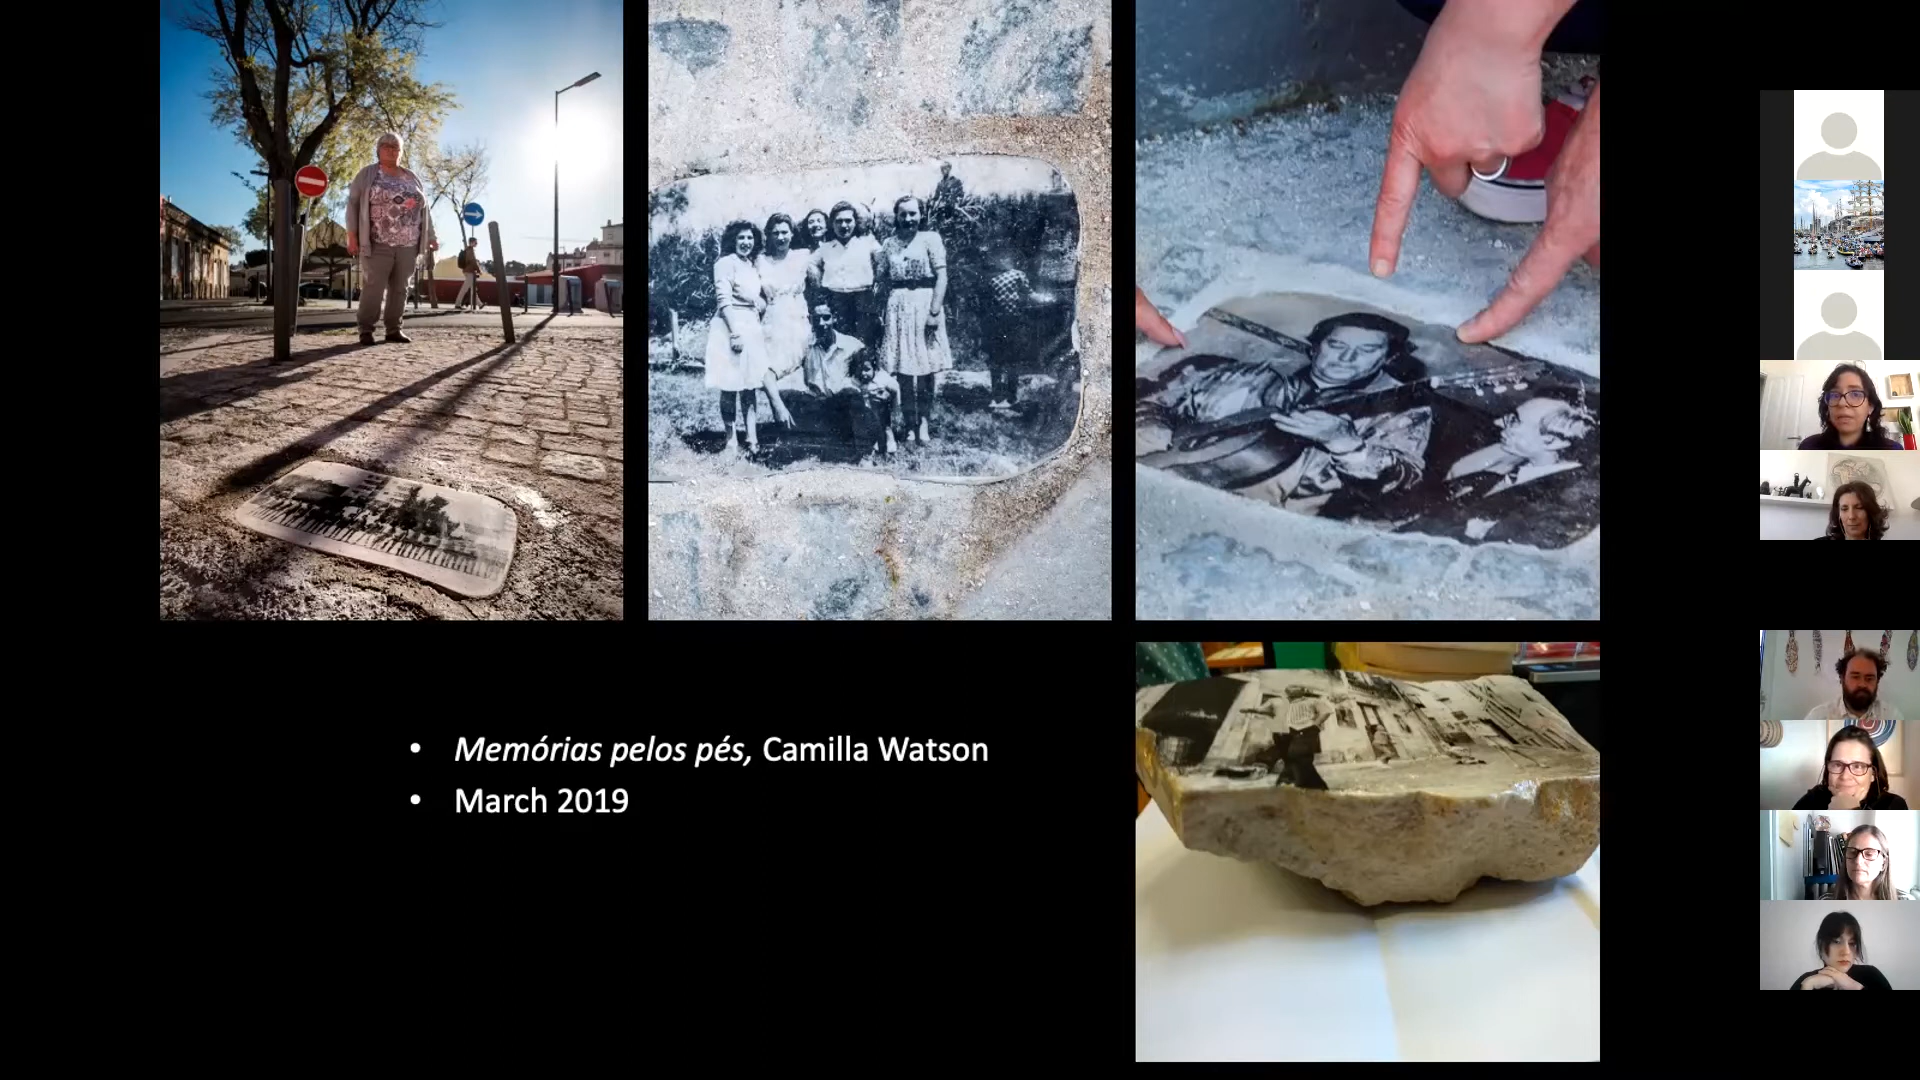 • Memórias pelos pés, Camilla Watson
• March 2019